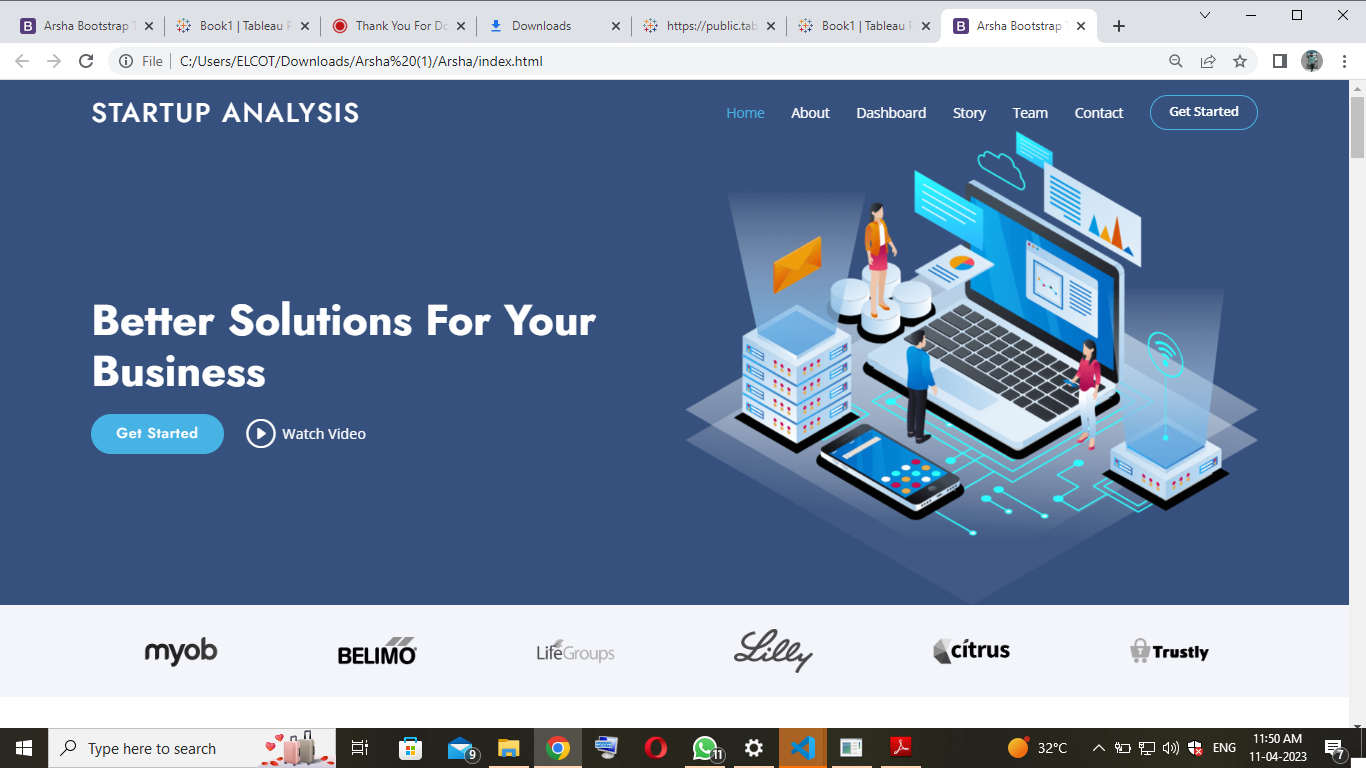 Arsha Bootstrap T
Book1 | Tableau P
Thank You For Do
Downloads
https://public.tab
Book1 | Tableau P
Arsha Bootstrap T
File
C:/Users/ELCOT/Downloads/Arsha%20(1)/Arsha/index.html
STARTUP ANALYSIS
Home About Dashboard Story Team Contact Get Started
Better Solutions For Your
Business
Get Started Watch Video
myob
BELIMO
LifeGroups
Lilly
citrus
T Trustly
Type here to search
9
11
32°C
ENG
11:50 AM
11-04-2023
7